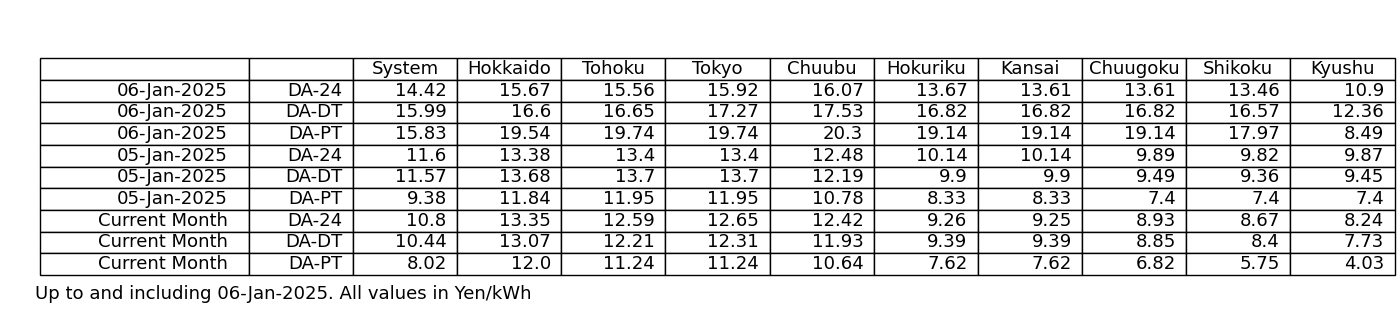 System Hokkaido Tohoku Tokyo Chuubu Hokuriku Kansai Chuugoku Shikoku Kyushu
06-Jan-2025 DA-24 14.42 15.67 15.56 15.92 16.07 13.67 13.61 13.61 13.46 10.9
06-Jan-2025 DA-DT 15.99 16.6 16.65 17.27 17.53 16.82 16.82 16.82 16.57 12.36
06-Jan-2025 DA-PT 15.83 19.54 19.74 19.74 20.3 19.14 19.14 19.14 17.97 8.49
05-Jan-2025 DA-24 11.6 13.38 13.4 13.4 12.48 10.14 10.14 9.89 9.82 9.87
05-Jan-2025 DA-DT 11.57 13.68 13.7 13.7 12.19 9.9 9.9 9.49 9.36 9.45
05-Jan-2025 DA-PT 9.38 11.84 11.95 11.95 10.78 8.33 8.33 7.4 7.4 7.4
Current Month DA-24 10.8 13.35 12.59 12.65 12.42 9.26 9.25 8.93 8.67 8.24
Current Month DA-DT 10.44 13.07 12.21 12.31 11.93 9.39 9.39 8.85 8.4 7.73
Current Month DA-PT 8.02 12.0 11.24 11.24 10.64 7.62 7.62 6.82 5.75 4.03
Up to and including 06-Jan-2025. All values in Yen/kWh